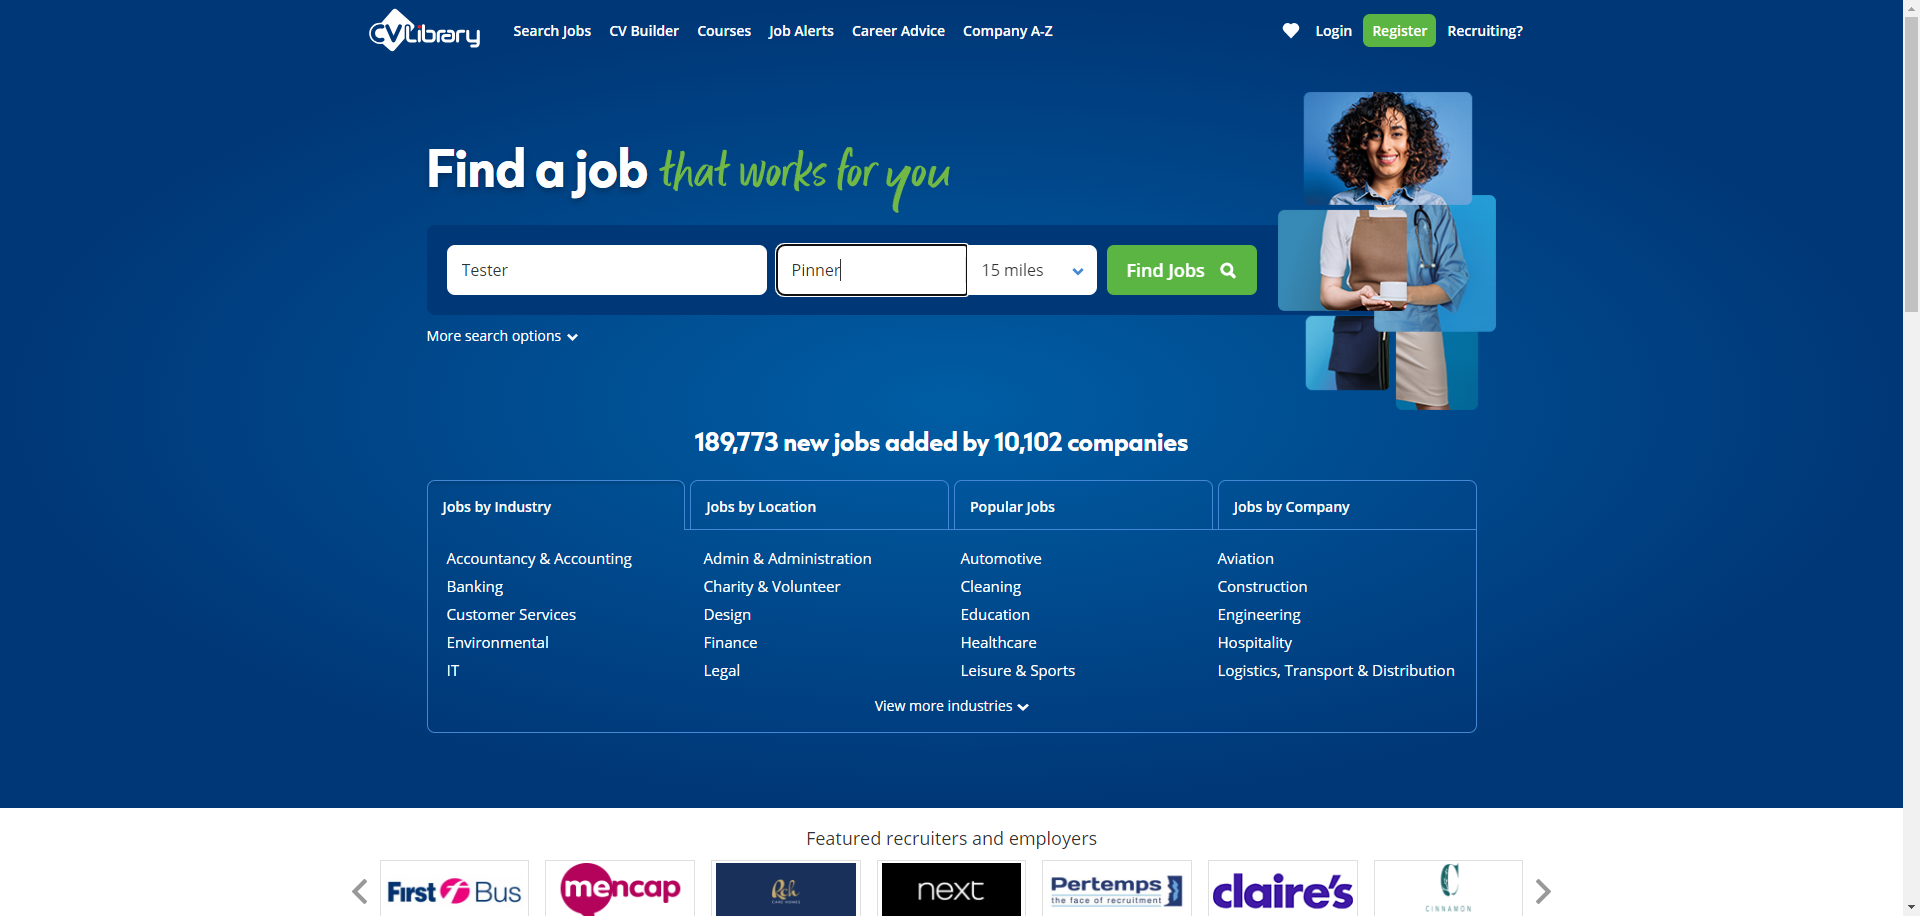 CV Library
Search Jobs CV Builder Courses Job Alerts Career Advice Company A-Z Login Register Recruiting?
Find a job that works for you
Tester Pinner 15 miles Find Jobs
More search options
189,773 new jobs added by 10,102 companies
Jobs by Industry Jobs by Location Popular Jobs Jobs by Company
Accountancy & Accounting Admin & Administration Automotive Aviation
Banking Charity & Volunteer Cleaning Construction
Customer Services Design Education Engineering
Environmental Finance Healthcare Hospitality
IT Legal Leisure & Sports Logistics, Transport & Distribution
View more industries
Featured recruiters and employers
First Bus mencap Rch next Pertemps claire's C
CARE HOMES the face of recruitment CINNAMON